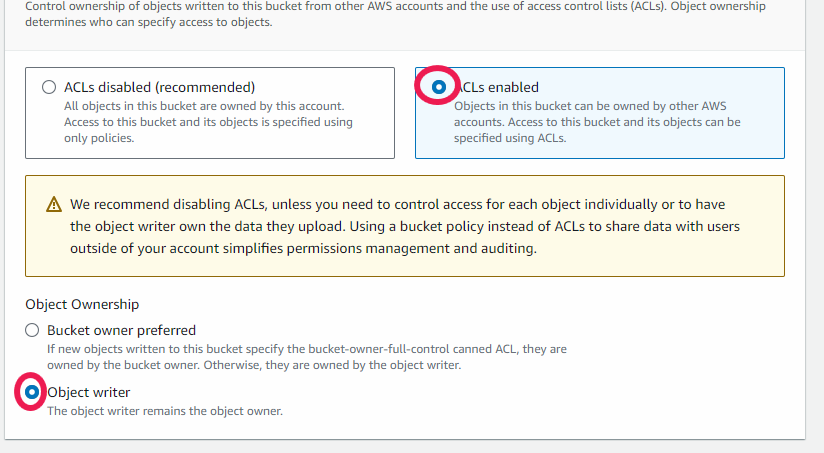 Control ownership of objects written to this bucket from other AWS accounts and the use of access control lists (ACLs). Object ownership
determines who can specify access to objects.
ACLs disabled (recommended)
All objects in this bucket are owned by this account.
Access to this bucket and its objects is specified using
only policies.
ACLs enabled
Objects in this bucket can be owned by other AWS
accounts. Access to this bucket and its objects can be
specified using ACLs.
We recommend disabling ACLs, unless you need to control access for each object individually or to have
the object writer own the data they upload. Using a bucket policy instead of ACLs to share data with users
outside of your account simplifies permissions management and auditing.
Object Ownership
Bucket owner preferred
If new objects written to this bucket specify the bucket-owner-full-control canned ACL, they are
owned by the bucket owner. Otherwise, they are owned by the object writer.
Object writer
The object writer remains the object owner.